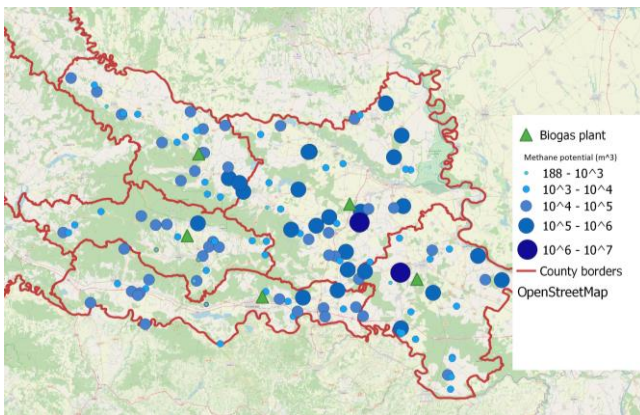 Biogas plant
Methane potential (m^3)
188 - 10^3
10^3 - 10^4
10^4 - 10^5
10^5 - 10^6
10^6 - 10^7
County borders
OpenStreetMap